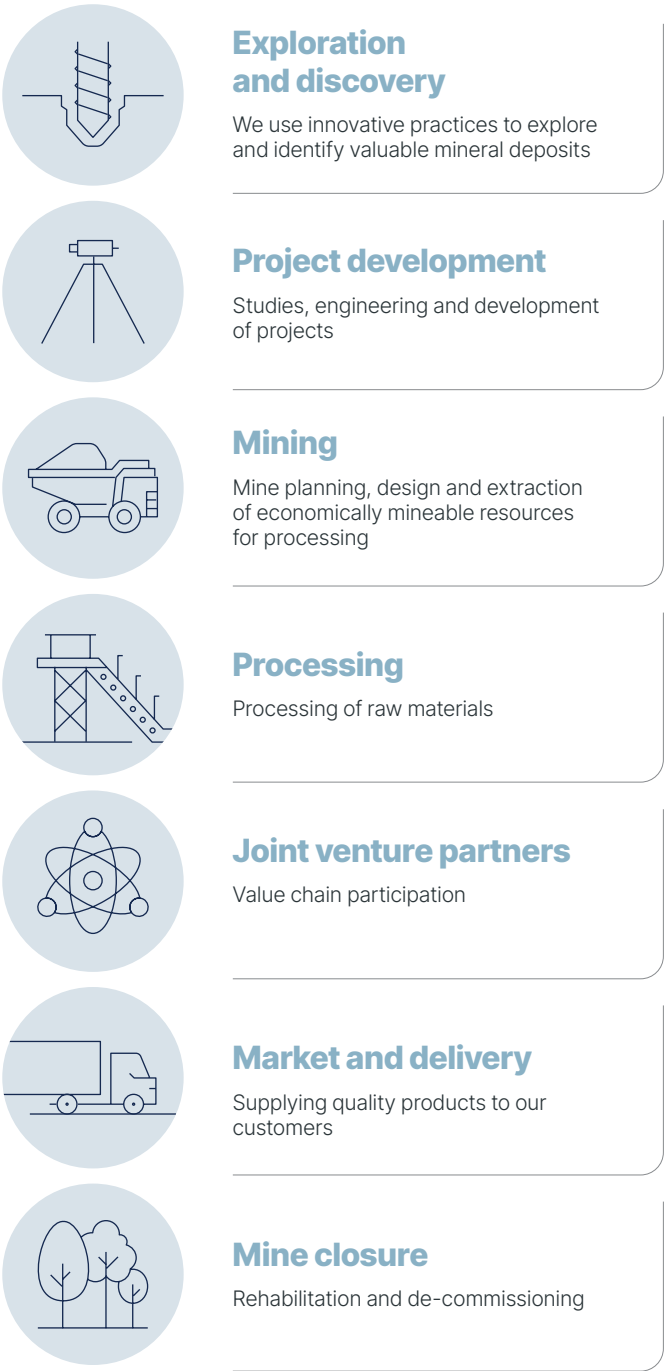 Exploration
and discovery
We use innovative practices to explore
and identify valuable mineral deposits
Project development
Studies, engineering and development
of projects
Mining
Mine planning, design and extraction
of economically mineable resources
for processing
Processing
Processing of raw materials
Joint venture partners
Value chain participation
Market and delivery
Supplying quality products to our
customers
Mine closure
Rehabilitation and de-commissioning